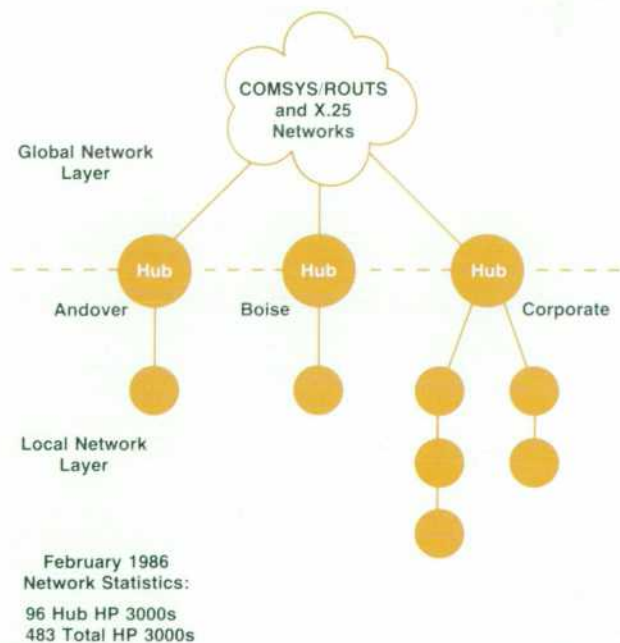 COMSYS/ROUTS
and X.25
Networks
Global Network
Layer
Hub
Hub
Hub
Andover
Boise
Corporate
Local Network
Layer
February 1986
Network Statistics:
96 Hub HP 3000s
483 Total HP 3000s